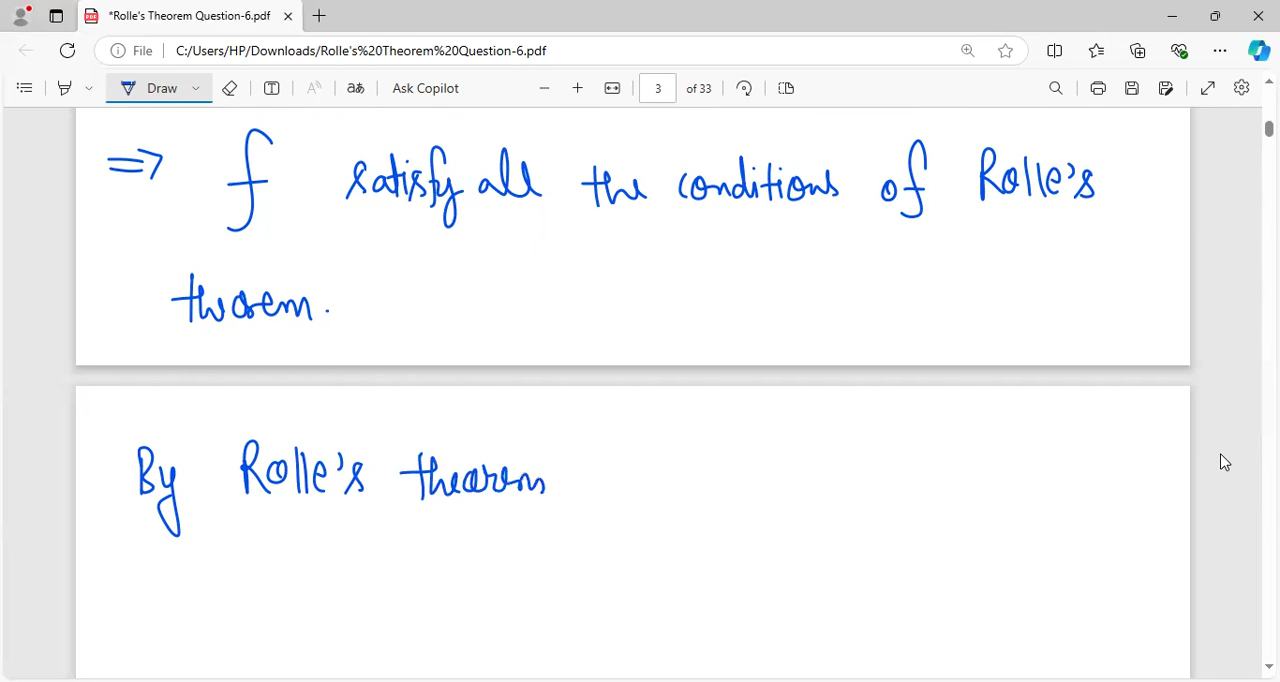 *Rolle's Theorem Question-6.pdf
File C:/Users/HP/Downloads/Rolle's%20Theorem%20Question-6.pdf
Draw Ask Copilot 3 of 33
⇒ f satisfy all the conditions of Rolle's
theorem.
By Rolle's theorem